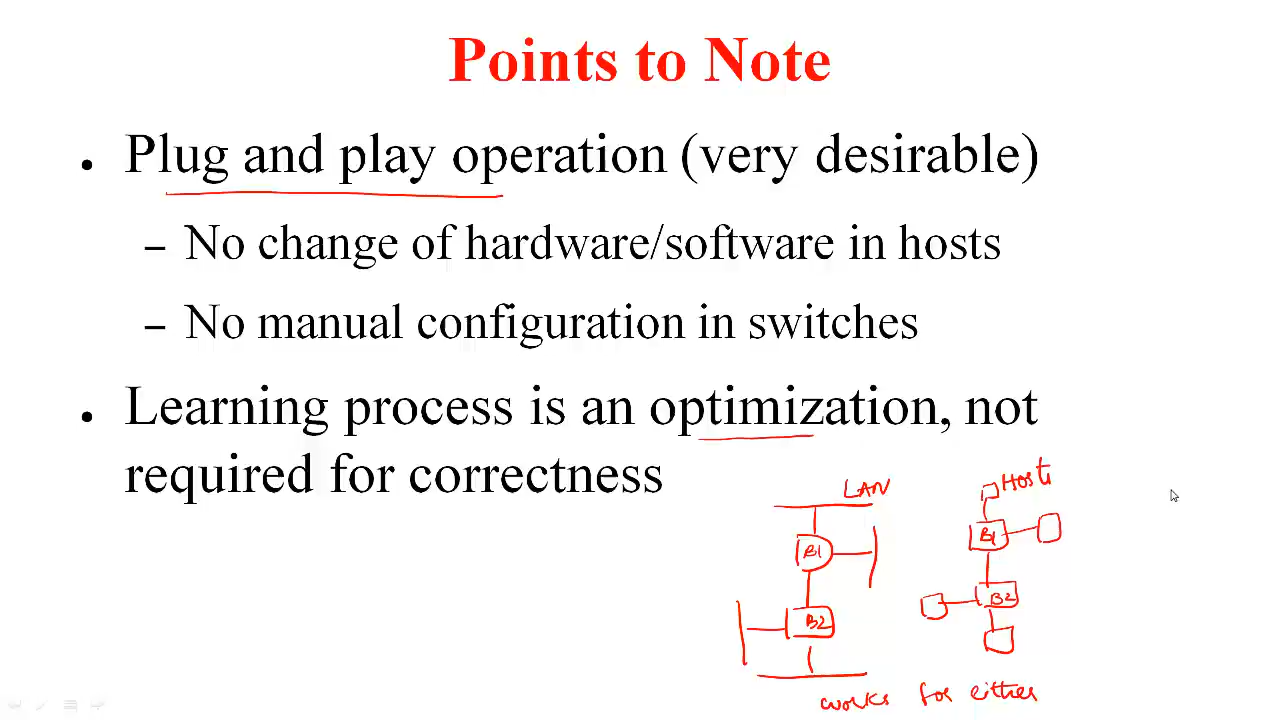 Points to Note
• Plug and play operation (very desirable)
– No change of hardware/software in hosts
– No manual configuration in switches
• Learning process is an optimization, not
required for correctness
LAN
Host
B1
B1
B2
B2
works for either